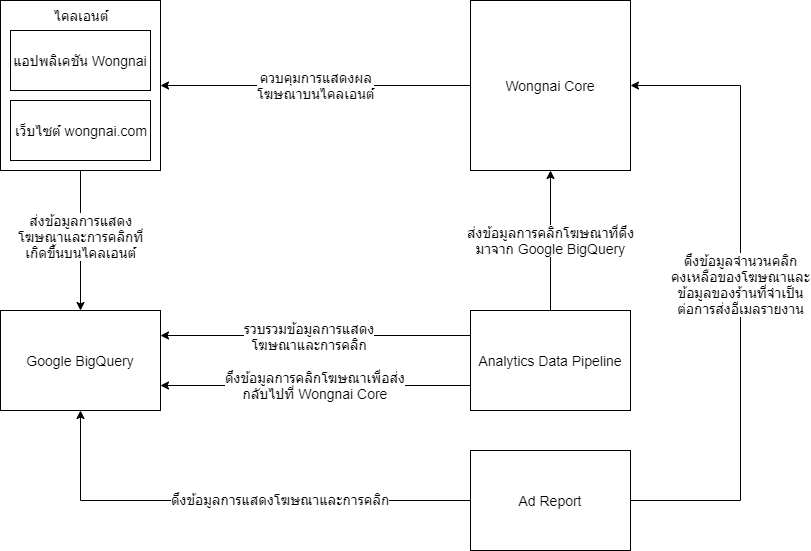 ไคลเอนต์
แอปพลิเคชัน Wongnai
เว็บไซต์ wongnai.com
ควบคุมการแสดงผล
โฆษณาบนไคลเอนต์
Wongnai Core
ส่งข้อมูลการแสดง
โฆษณาและการคลิกที่
เกิดขึ้นบนไคลเอนต์
ส่งข้อมูลการคลิกโฆษณาที่ดึง
มาจาก Google BigQuery
ดึงข้อมูลจำนวนคลิก
คงเหลือของโฆษณาและ
ข้อมูลของร้านที่จำเป็น
ต่อการส่งอีเมลรายงาน
Google BigQuery
รวบรวมข้อมูลการแสดง
โฆษณาและการคลิก
ดึงข้อมูลการคลิกโฆษณาเพื่อส่ง
กลับไปที่ Wongnai Core
Analytics Data Pipeline
ดึงข้อมูลการแสดงโฆษณาและการคลิก
Ad Report